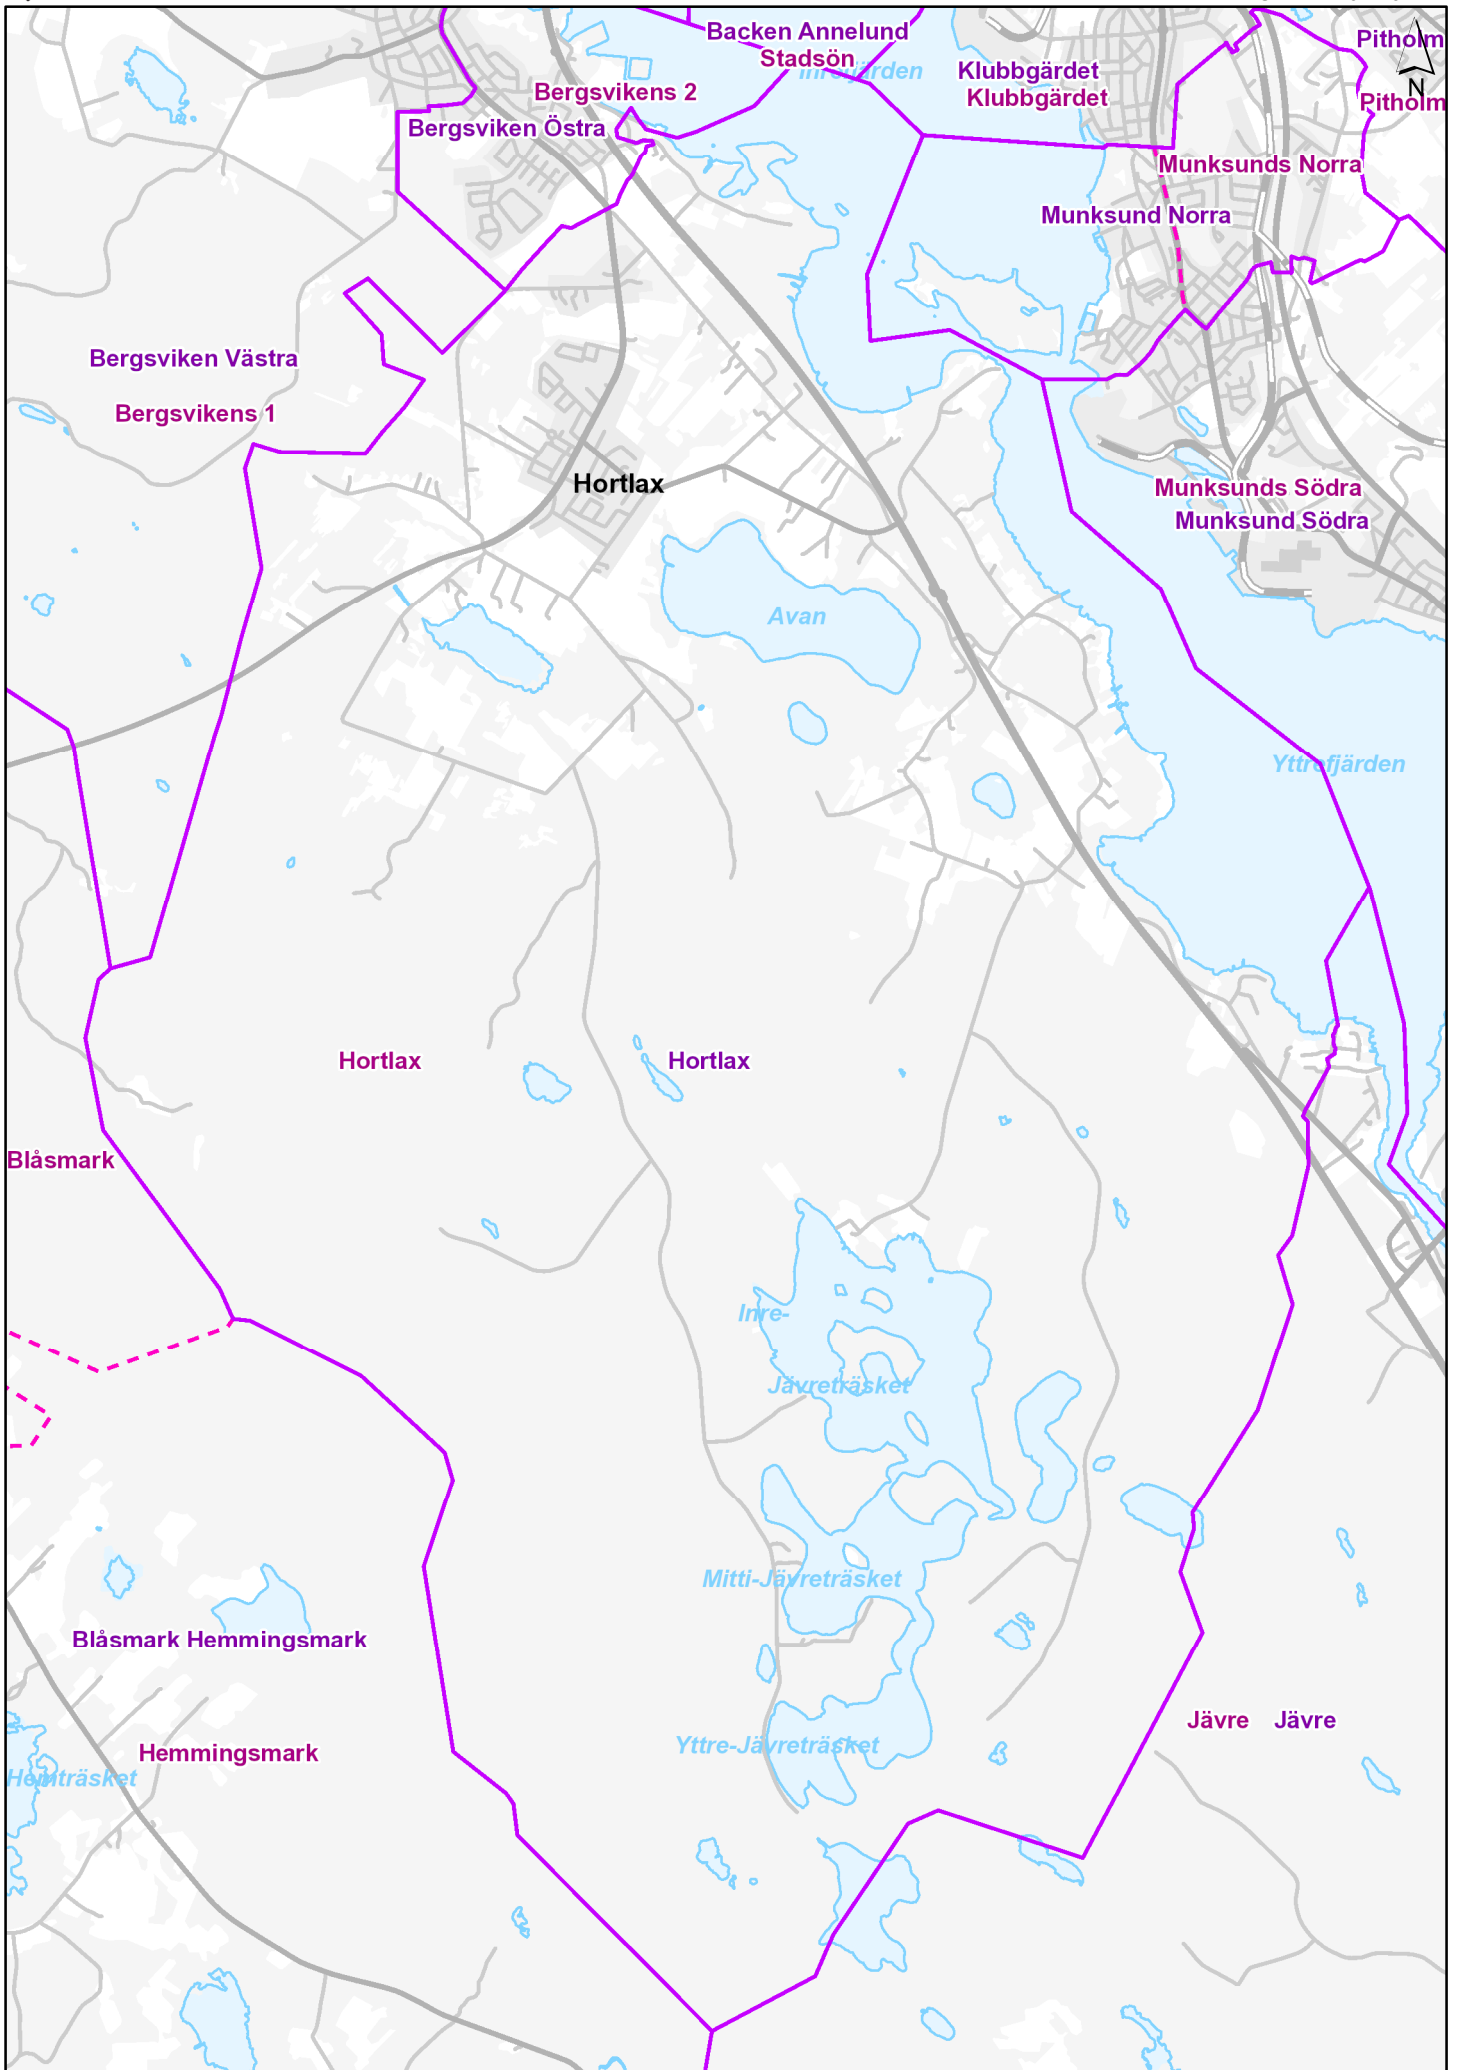 Backen Annelund
Stadsön
Inrefjärden
Pitholm
N
Pitholm
Klubbgärdet
Klubbgärdet
Bergsvikens 2
Bergsviken Östra
Munksunds Norra
Munksund Norra
Bergsviken Västra
Bergsvikens 1
Hortlax
Munksunds Södra
Munksund Södra
Avan
Yttrefjärden
Hortlax
Hortlax
Blåsmark
Inre-
Jävreträsket
Mitti-Jävreträsket
Blåsmark Hemmingsmark
Jävre
Jävre
Yttre-Jävreträsket
Hemmingsmark
Hemträsket